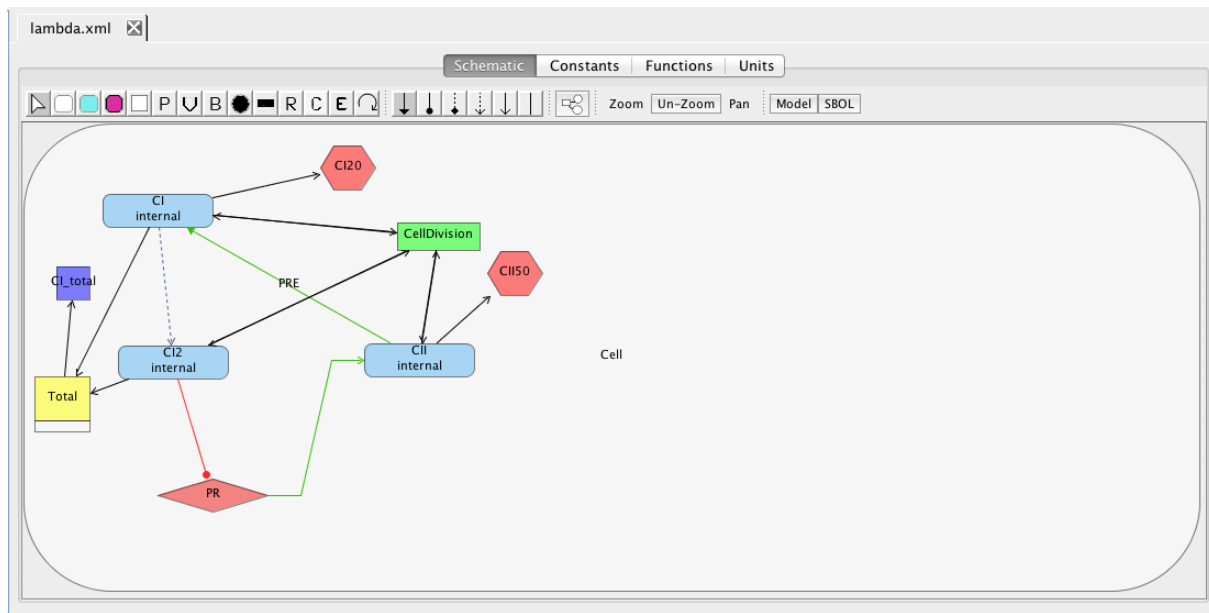 lambda.xml
Schematic Constants Functions Units
P V B R C E Zoom Un-Zoom Pan Model SBOL
CI20
CI
internal
CellDivision
CII50
CI_total
PRE
CI2
internal
CII
internal
Cell
Total
PR